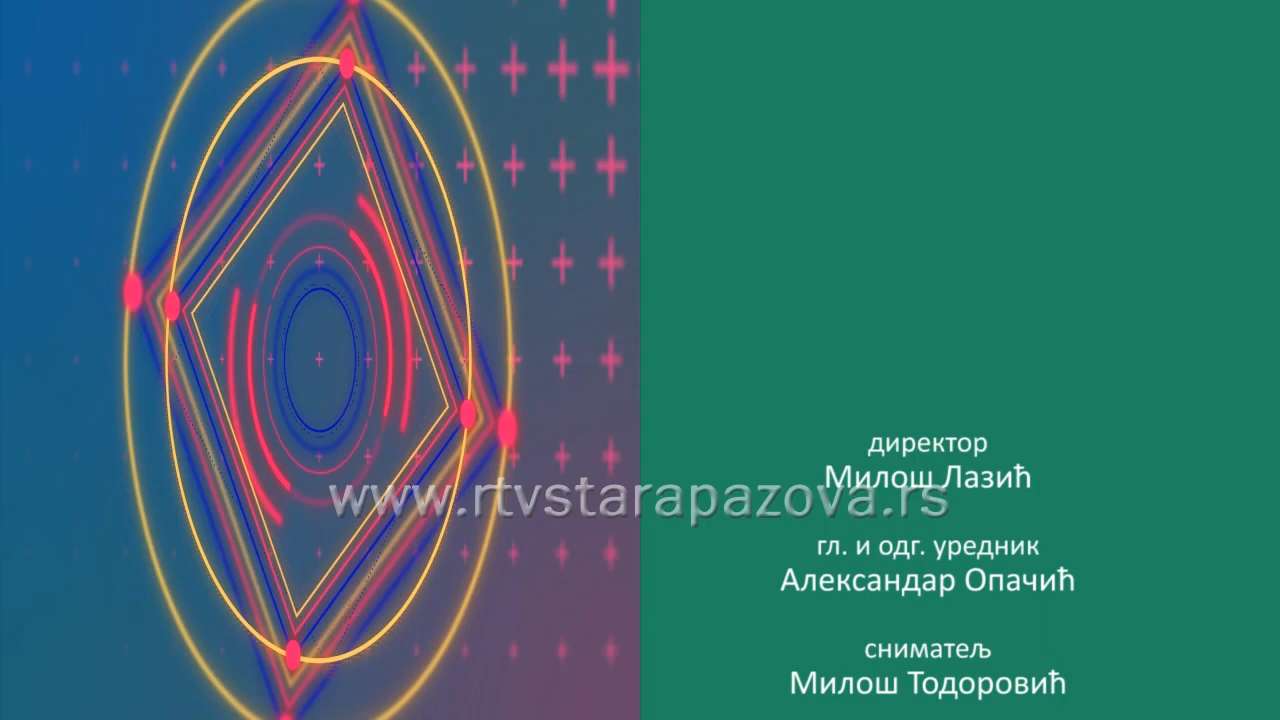 директор
Милош Лазић
www.rtvstarapazova.rs
гл. и одг. уредник
Александар Опачић
сниматељ
Милош Тодоровић